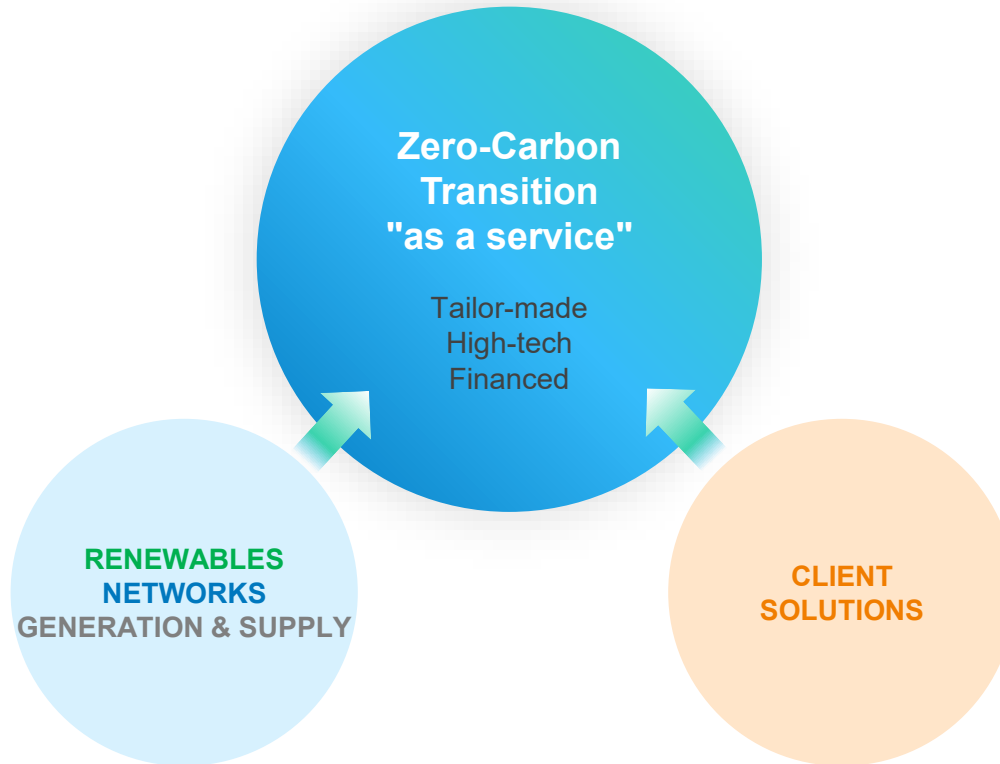 Zero-Carbon
Transition
"as a service"
Tailor-made
High-tech
Financed
RENEWABLES
NETWORKS
GENERATION & SUPPLY
CLIENT
SOLUTIONS